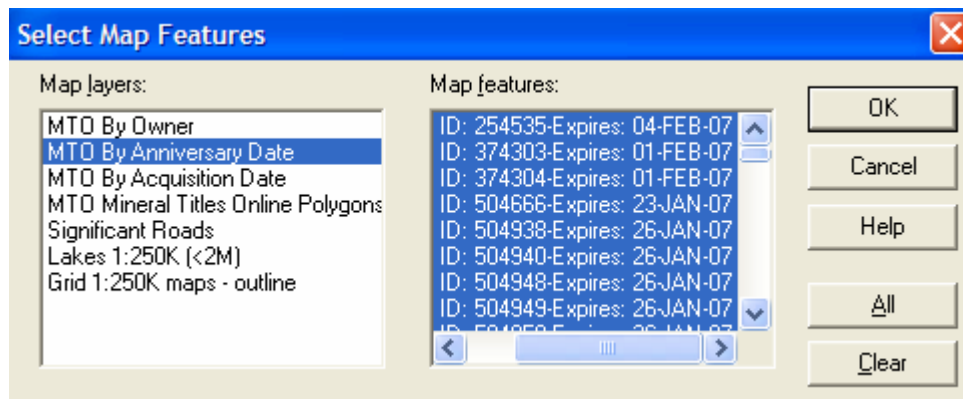 Select Map Features
Map layers:
MTO By Owner
MTO By Anniversary Date
MTO By Acquisition Date
MTO Mineral Titles Online Polygons
Significant Roads
Lakes 1:250K (<2M)
Grid 1:250K maps - outline
Map features:
ID: 254535-Expires: 04-FEB-07
ID: 374303-Expires: 01-FEB-07
ID: 374304-Expires: 01-FEB-07
ID: 504666-Expires: 23-JAN-07
ID: 504938-Expires: 26-JAN-07
ID: 504940-Expires: 26-JAN-07
ID: 504948-Expires: 26-JAN-07
ID: 504949-Expires: 26-JAN-07
OK
Cancel
Help
All
Clear